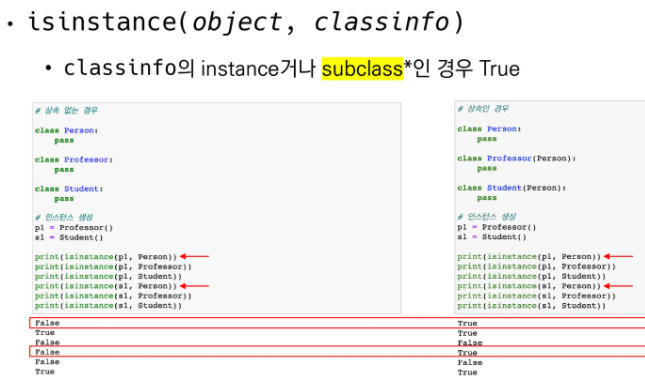 • isinstance(object, classinfo)
• classinfo의 instance거나 subclass*인 경우 True
# 상속 없는 경우
class Person:
    pass
class Professor:
    pass
class Student:
    pass
# 인스턴스 생성
p1 = Professor()
s1 = Student()
print(isinstance(p1, Person))
print(isinstance(p1, Professor))
print(isinstance(p1, Student))
print(isinstance(s1, Person))
print(isinstance(s1, Professor))
print(isinstance(s1, Student))
False
True
False
False
False
True
# 상속인 경우
class Person:
    pass
class Professor(Person):
    pass
class Student(Person):
    pass
# 인스턴스 생성
p1 = Professor()
s1 = Student()
print(isinstance(p1, Person))
print(isinstance(p1, Professor))
print(isinstance(p1, Student))
print(isinstance(s1, Person))
print(isinstance(s1, Professor))
print(isinstance(s1, Student))
True
True
False
True
False
True